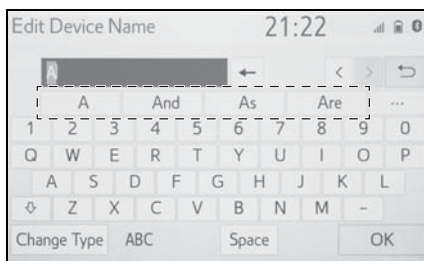 Edit Device Name 21:22 0
A ← < >
A And As Are ...
1 2 3 4 5 6 7 8 9 0
Q W E R T Y U I O P
A S D F G H J K L
Z X C V B N M -
Change Type ABC Space OK